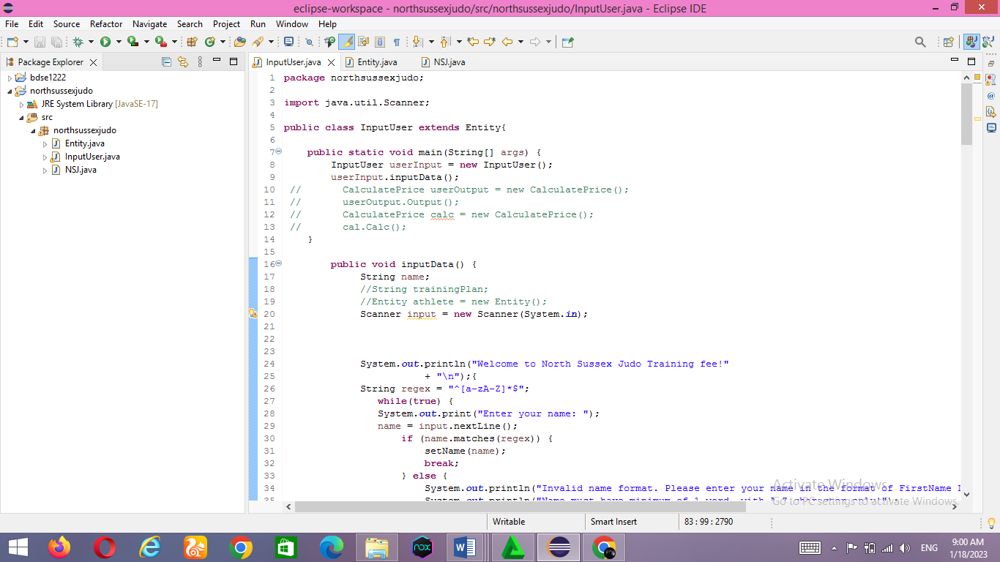 eclipse-workspace - northsussexjudo/src/northsussexjudo/InputUser.java - Eclipse IDE
File Edit Source Refactor Navigate Search Project Run Window Help
Package Explorer
InputUser.java Entity.java NSJ.java
bdse1222
northsussexjudo
JRE System Library [JavaSE-17]
src
northsussexjudo
Entity.java
InputUser.java
NSJ.java
1 package northsussexjudo;
2
3 import java.util.Scanner;
4
5 public class InputUser extends Entity{
6
7 public static void main(String[] args) {
8 InputUser userInput = new InputUser();
9 userInput.inputData();
10 // CalculatePrice userOutput = new CalculatePrice();
11 // userOutput.Output();
12 // CalculatePrice calc = new CalculatePrice();
13 // cal.Calc();
14 }
15
16 public void inputData() {
17 String name;
18 //String trainingPlan;
19 //Entity athlete = new Entity();
20 Scanner input = new Scanner(System.in);
21
22
23
24 System.out.println("Welcome to North Sussex Judo Training fee!"
25 + "\n");{
26 String regex = "^[a-zA-Z]*$";
27 while(true) {
28 System.out.print("Enter your name: ");
29 name = input.nextLine();
30 if (name.matches(regex)) {
31 setName(name);
32 break;
33 } else {
34 System.out.println("Invalid name format. Please enter your name in the format of FirstName
35 System.out.println("Name must have minimum of 1 word, with
Activate Windows
Go to PC settings to activate Windows.
Writable Smart Insert 83 : 99 : 2790
nox
ENG
9:00 AM
1/18/2023